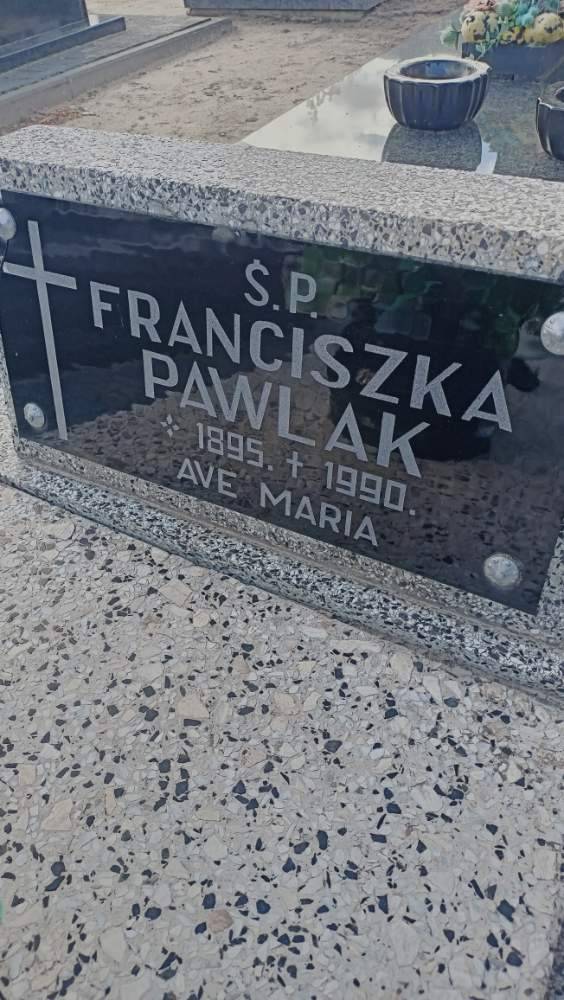 Ś.P.
FRANCISZKA
PAWLAK
1895. † 1990.
AVE MARIA